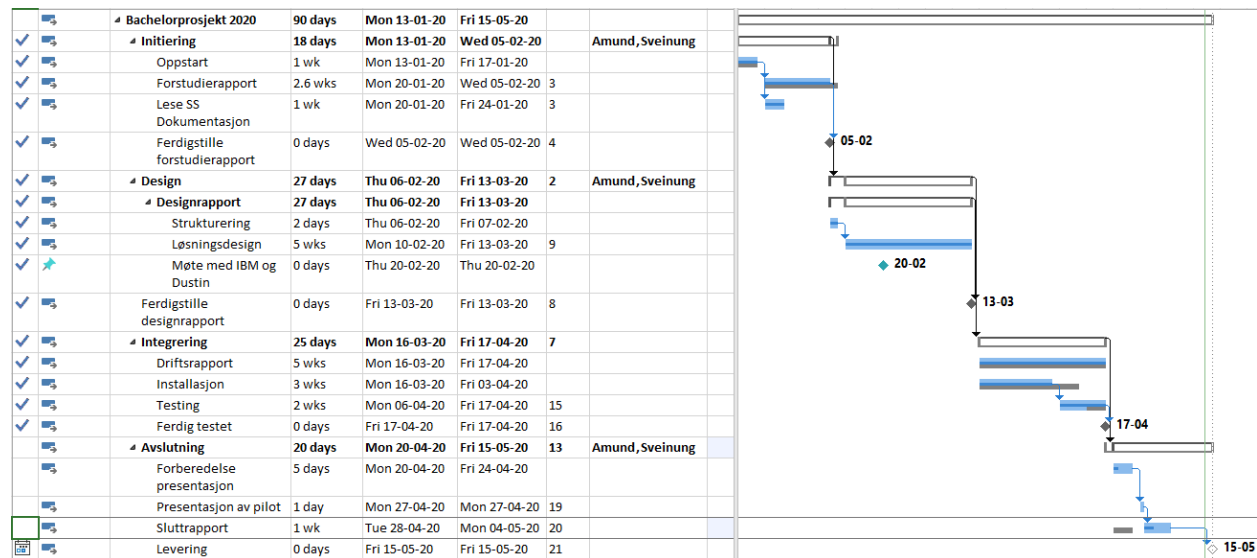 Bachelorprosjekt 2020 90 days Mon 13-01-20 Fri 15-05-20
Initiering 18 days Mon 13-01-20 Wed 05-02-20 Amund,Sveinung
Oppstart 1 wk Mon 13-01-20 Fri 17-01-20
Forstudierapport 2.6 wks Mon 20-01-20 Wed 05-02-20 3
Lese SS 1 wk Mon 20-01-20 Fri 24-01-20 3
Dokumentasjon
Ferdigstille 0 days Wed 05-02-20 Wed 05-02-20 4 05-02
forstudierapport
Design 27 days Thu 06-02-20 Fri 13-03-20 2 Amund,Sveinung
Designrapport 27 days Thu 06-02-20 Fri 13-03-20
Strukturering 2 days Thu 06-02-20 Fri 07-02-20
Løsningsdesign 5 wks Mon 10-02-20 Fri 13-03-20 9
Møte med IBM og 0 days Thu 20-02-20 Thu 20-02-20 20-02
Dustin
Ferdigstille 0 days Fri 13-03-20 Fri 13-03-20 8 13-03
designrapport
Integrering 25 days Mon 16-03-20 Fri 17-04-20 7
Driftsrapport 5 wks Mon 16-03-20 Fri 17-04-20
Installasjon 3 wks Mon 16-03-20 Fri 03-04-20
Testing 2 wks Mon 06-04-20 Fri 17-04-20 15
Ferdig testet 0 days Fri 17-04-20 Fri 17-04-20 16 17-04
Avslutning 20 days Mon 20-04-20 Fri 15-05-20 13 Amund,Sveinung
Forberedelse 5 days Mon 20-04-20 Fri 24-04-20
presentasjon
Presentasjon av pilot 1 day Mon 27-04-20 Mon 27-04-20 19
Sluttrapport 1 wk Tue 28-04-20 Mon 04-05-20 20
Levering 0 days Fri 15-05-20 Fri 15-05-20 21 15-05